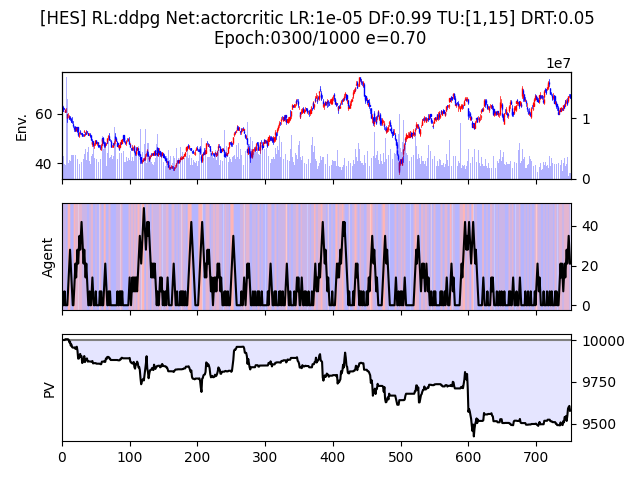 [HES] RL:ddpg Net:actorcritic LR:1e-05 DF:0.99 TU:[1,15] DRT:0.05
Epoch:0300/1000 e=0.70
1e7
Env.
60
40
1
0
Agent
40
20
0
PV
10000
9750
9500
0 100 200 300 400 500 600 700